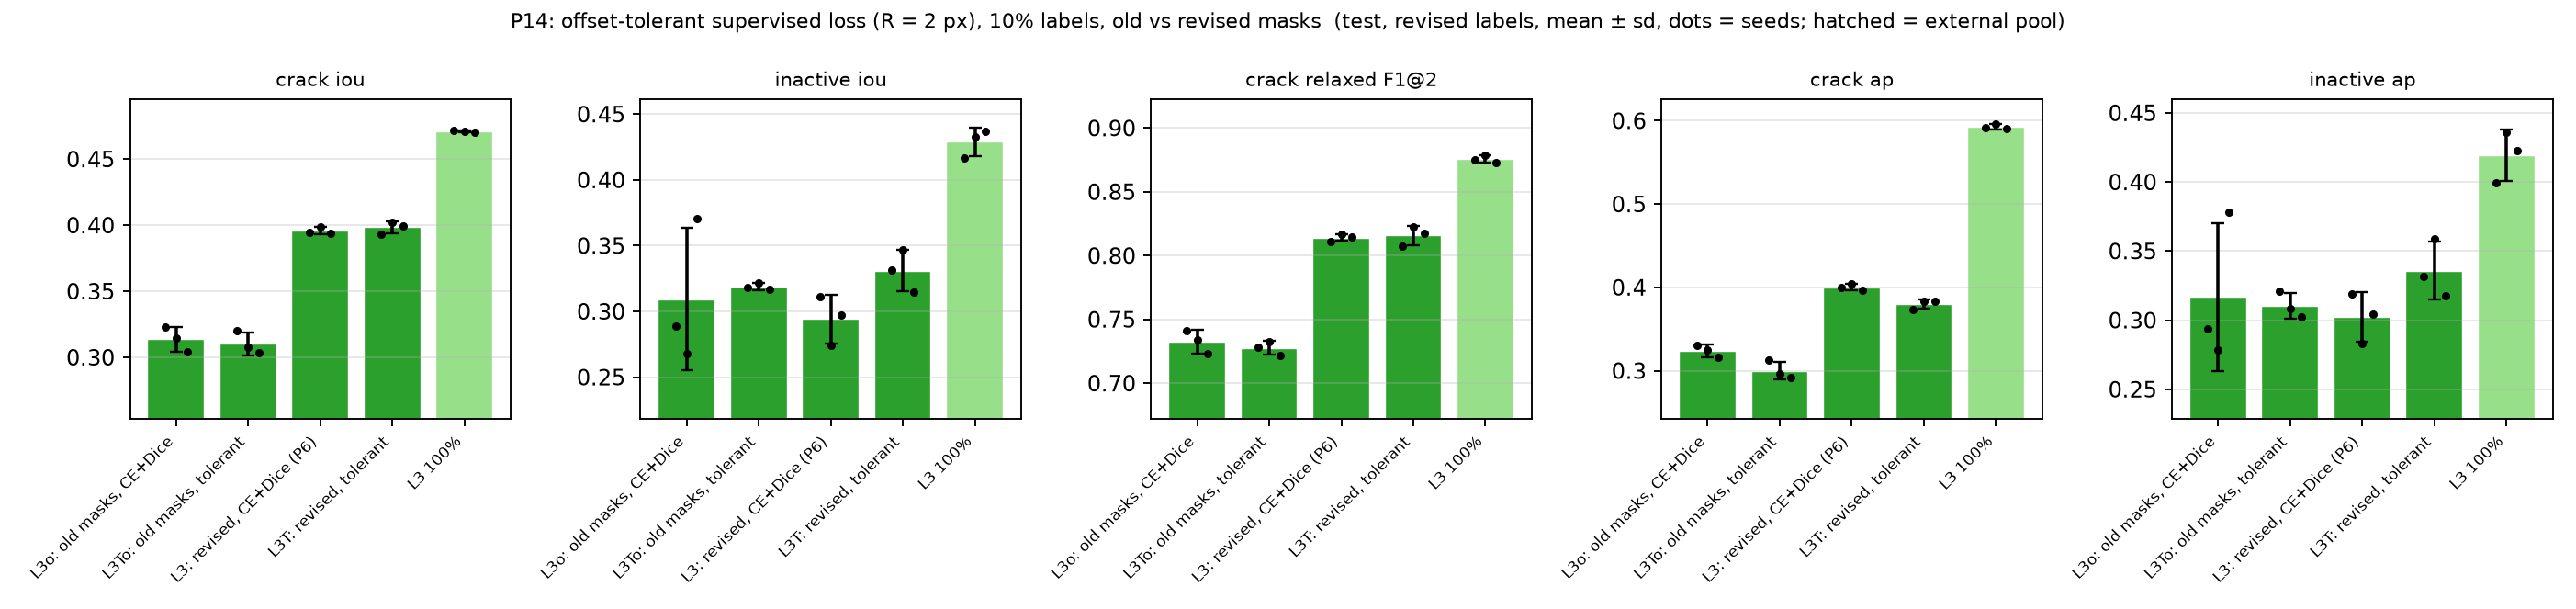 P14: offset-tolerant supervised loss (R = 2 px), 10% labels, old vs revised masks  (test, revised labels, mean ± sd, dots = seeds; hatched = external pool)
crack iou
0.45
0.40
0.35
0.30
L3o: old masks, CE+Dice
L3To: old masks, tolerant
L3: revised, CE+Dice (P6)
L3T: revised, tolerant
L3 100%
inactive iou
0.45
0.40
0.35
0.30
0.25
L3o: old masks, CE+Dice
L3To: old masks, tolerant
L3: revised, CE+Dice (P6)
L3T: revised, tolerant
L3 100%
crack relaxed F1@2
0.90
0.85
0.80
0.75
0.70
L3o: old masks, CE+Dice
L3To: old masks, tolerant
L3: revised, CE+Dice (P6)
L3T: revised, tolerant
L3 100%
crack ap
0.6
0.5
0.4
0.3
L3o: old masks, CE+Dice
L3To: old masks, tolerant
L3: revised, CE+Dice (P6)
L3T: revised, tolerant
L3 100%
inactive ap
0.45
0.40
0.35
0.30
0.25
L3o: old masks, CE+Dice
L3To: old masks, tolerant
L3: revised, CE+Dice (P6)
L3T: revised, tolerant
L3 100%